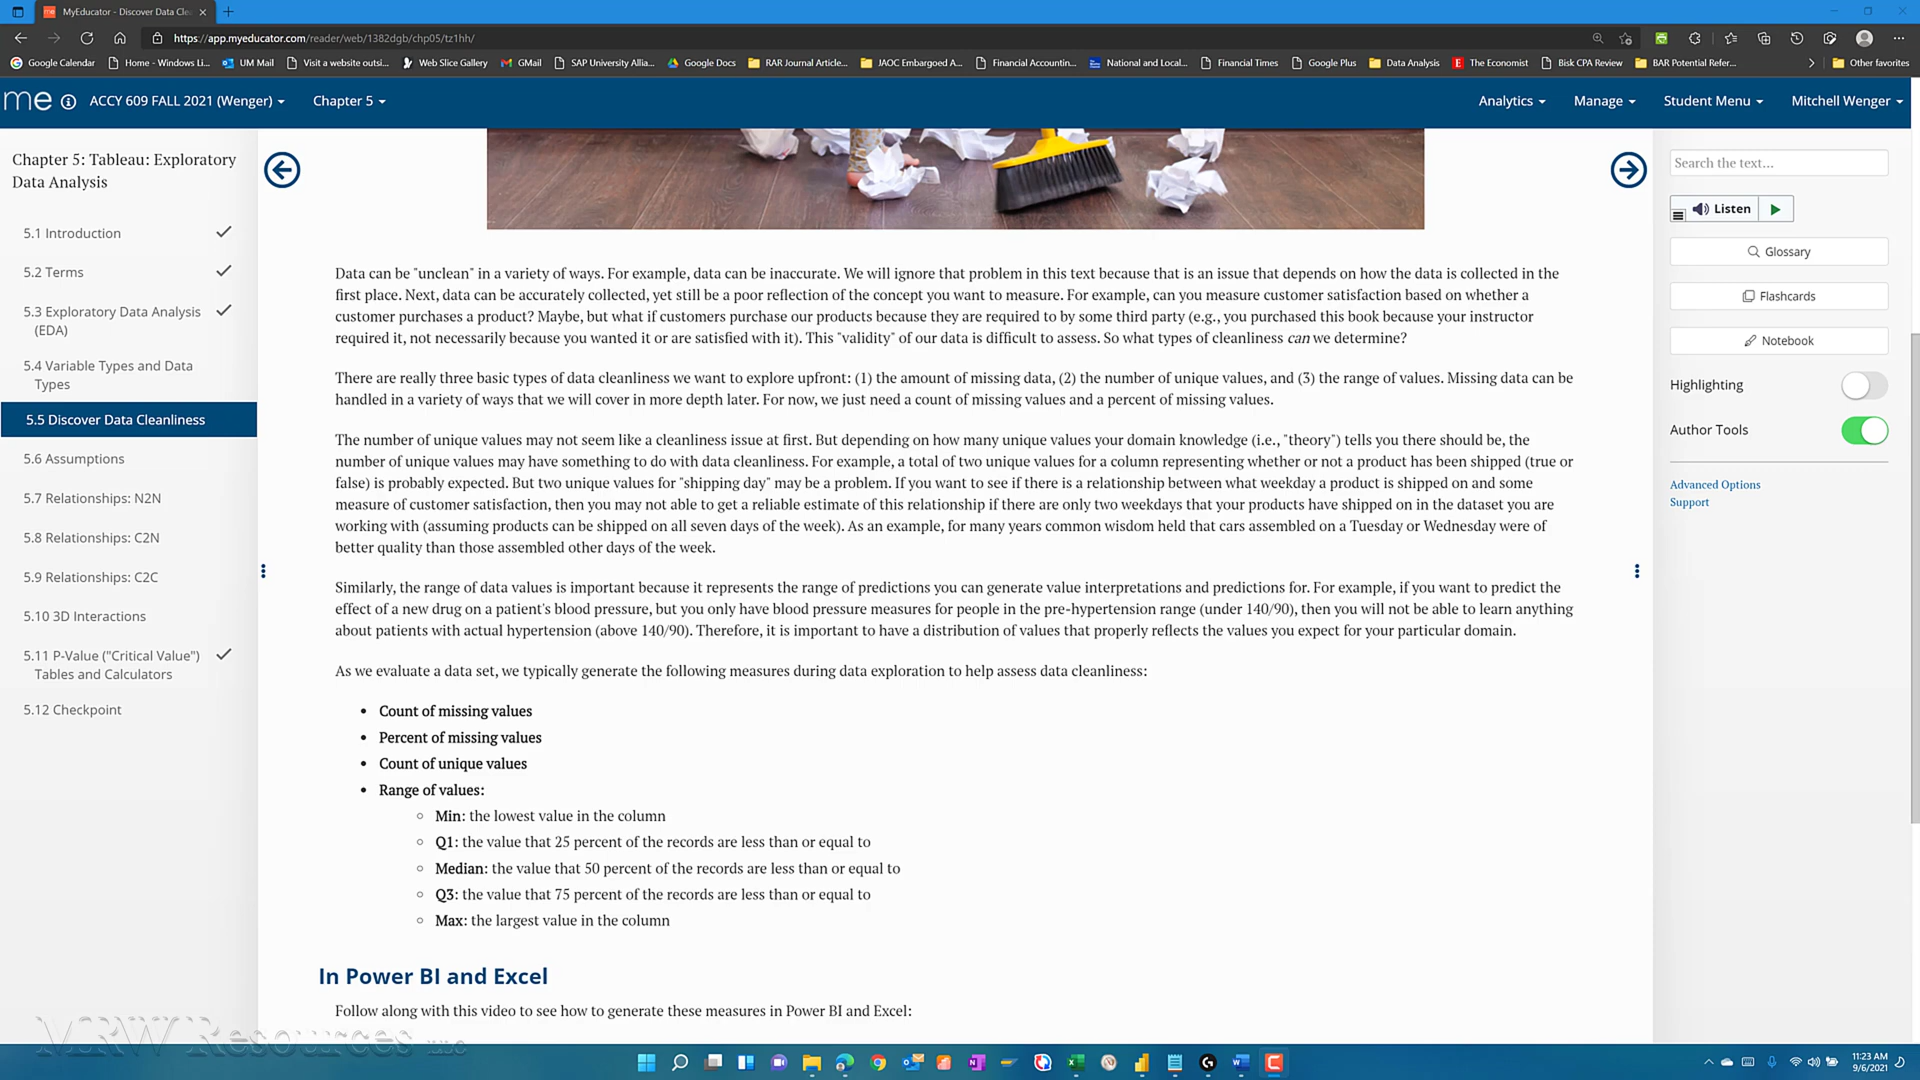 MyEducator - Discover Data Clea
https://app.myeducator.com/reader/web/1382dgb/chp05/tz1hh/
Google Calendar
Home - Windows Li...
UM Mail
Visit a website outsi...
Web Slice Gallery
GMail
SAP University Allia...
Google Docs
RAR Journal Article...
JAOC Embargoed A...
Financial Accountin...
National and Local...
Financial Times
Google Plus
Data Analysis
The Economist
Bisk CPA Review
BAR Potential Refer...
Other favorites
me
ACCY 609 FALL 2021 (Wenger)
Chapter 5
Analytics
Manage
Student Menu
Mitchell Wenger
Chapter 5: Tableau: Exploratory
Data Analysis
5.1 Introduction
5.2 Terms
5.3 Exploratory Data Analysis
(EDA)
5.4 Variable Types and Data
Types
5.5 Discover Data Cleanliness
5.6 Assumptions
5.7 Relationships: N2N
5.8 Relationships: C2N
5.9 Relationships: C2C
5.10 3D Interactions
5.11 P-Value ("Critical Value")
Tables and Calculators
5.12 Checkpoint
Data can be "unclean" in a variety of ways. For example, data can be inaccurate. We will ignore that problem in this text because that is an issue that depends on how the data is collected in the
first place. Next, data can be accurately collected, yet still be a poor reflection of the concept you want to measure. For example, can you measure customer satisfaction based on whether a
customer purchases a product? Maybe, but what if customers purchase our products because they are required to by some third party (e.g., you purchased this book because your instructor
required it, not necessarily because you wanted it or are satisfied with it). This "validity" of our data is difficult to assess. So what types of cleanliness can we determine?
There are really three basic types of data cleanliness we want to explore upfront: (1) the amount of missing data, (2) the number of unique values, and (3) the range of values. Missing data can be
handled in a variety of ways that we will cover in more depth later. For now, we just need a count of missing values and a percent of missing values.
The number of unique values may not seem like a cleanliness issue at first. But depending on how many unique values your domain knowledge (i.e., "theory") tells you there should be, the
number of unique values may have something to do with data cleanliness. For example, a total of two unique values for a column representing whether or not a product has been shipped (true or
false) is probably expected. But two unique values for "shipping day" may be a problem. If you want to see if there is a relationship between what weekday a product is shipped on and some
measure of customer satisfaction, then you may not able to get a reliable estimate of this relationship if there are only two weekdays that your products have shipped on in the dataset you are
working with (assuming products can be shipped on all seven days of the week). As an example, for many years common wisdom held that cars assembled on a Tuesday or Wednesday were of
better quality than those assembled other days of the week.
Similarly, the range of data values is important because it represents the range of predictions you can generate value interpretations and predictions for. For example, if you want to predict the
effect of a new drug on a patient's blood pressure, but you only have blood pressure measures for people in the pre-hypertension range (under 140/90), then you will not be able to learn anything
about patients with actual hypertension (above 140/90). Therefore, it is important to have a distribution of values that properly reflects the values you expect for your particular domain.
As we evaluate a data set, we typically generate the following measures during data exploration to help assess data cleanliness:
• Count of missing values
• Percent of missing values
• Count of unique values
• Range of values:
Min: the lowest value in the column
Q1: the value that 25 percent of the records are less than or equal to
Median: the value that 50 percent of the records are less than or equal to
Q3: the value that 75 percent of the records are less than or equal to
Max: the largest value in the column
In Power BI and Excel
Follow along with this video to see how to generate these measures in Power BI and Excel:
Search the text...
Listen
Glossary
Flashcards
Notebook
Highlighting
Author Tools
Advanced Options
Support
MRW Resources LLC
11:23 AM
9/6/2021